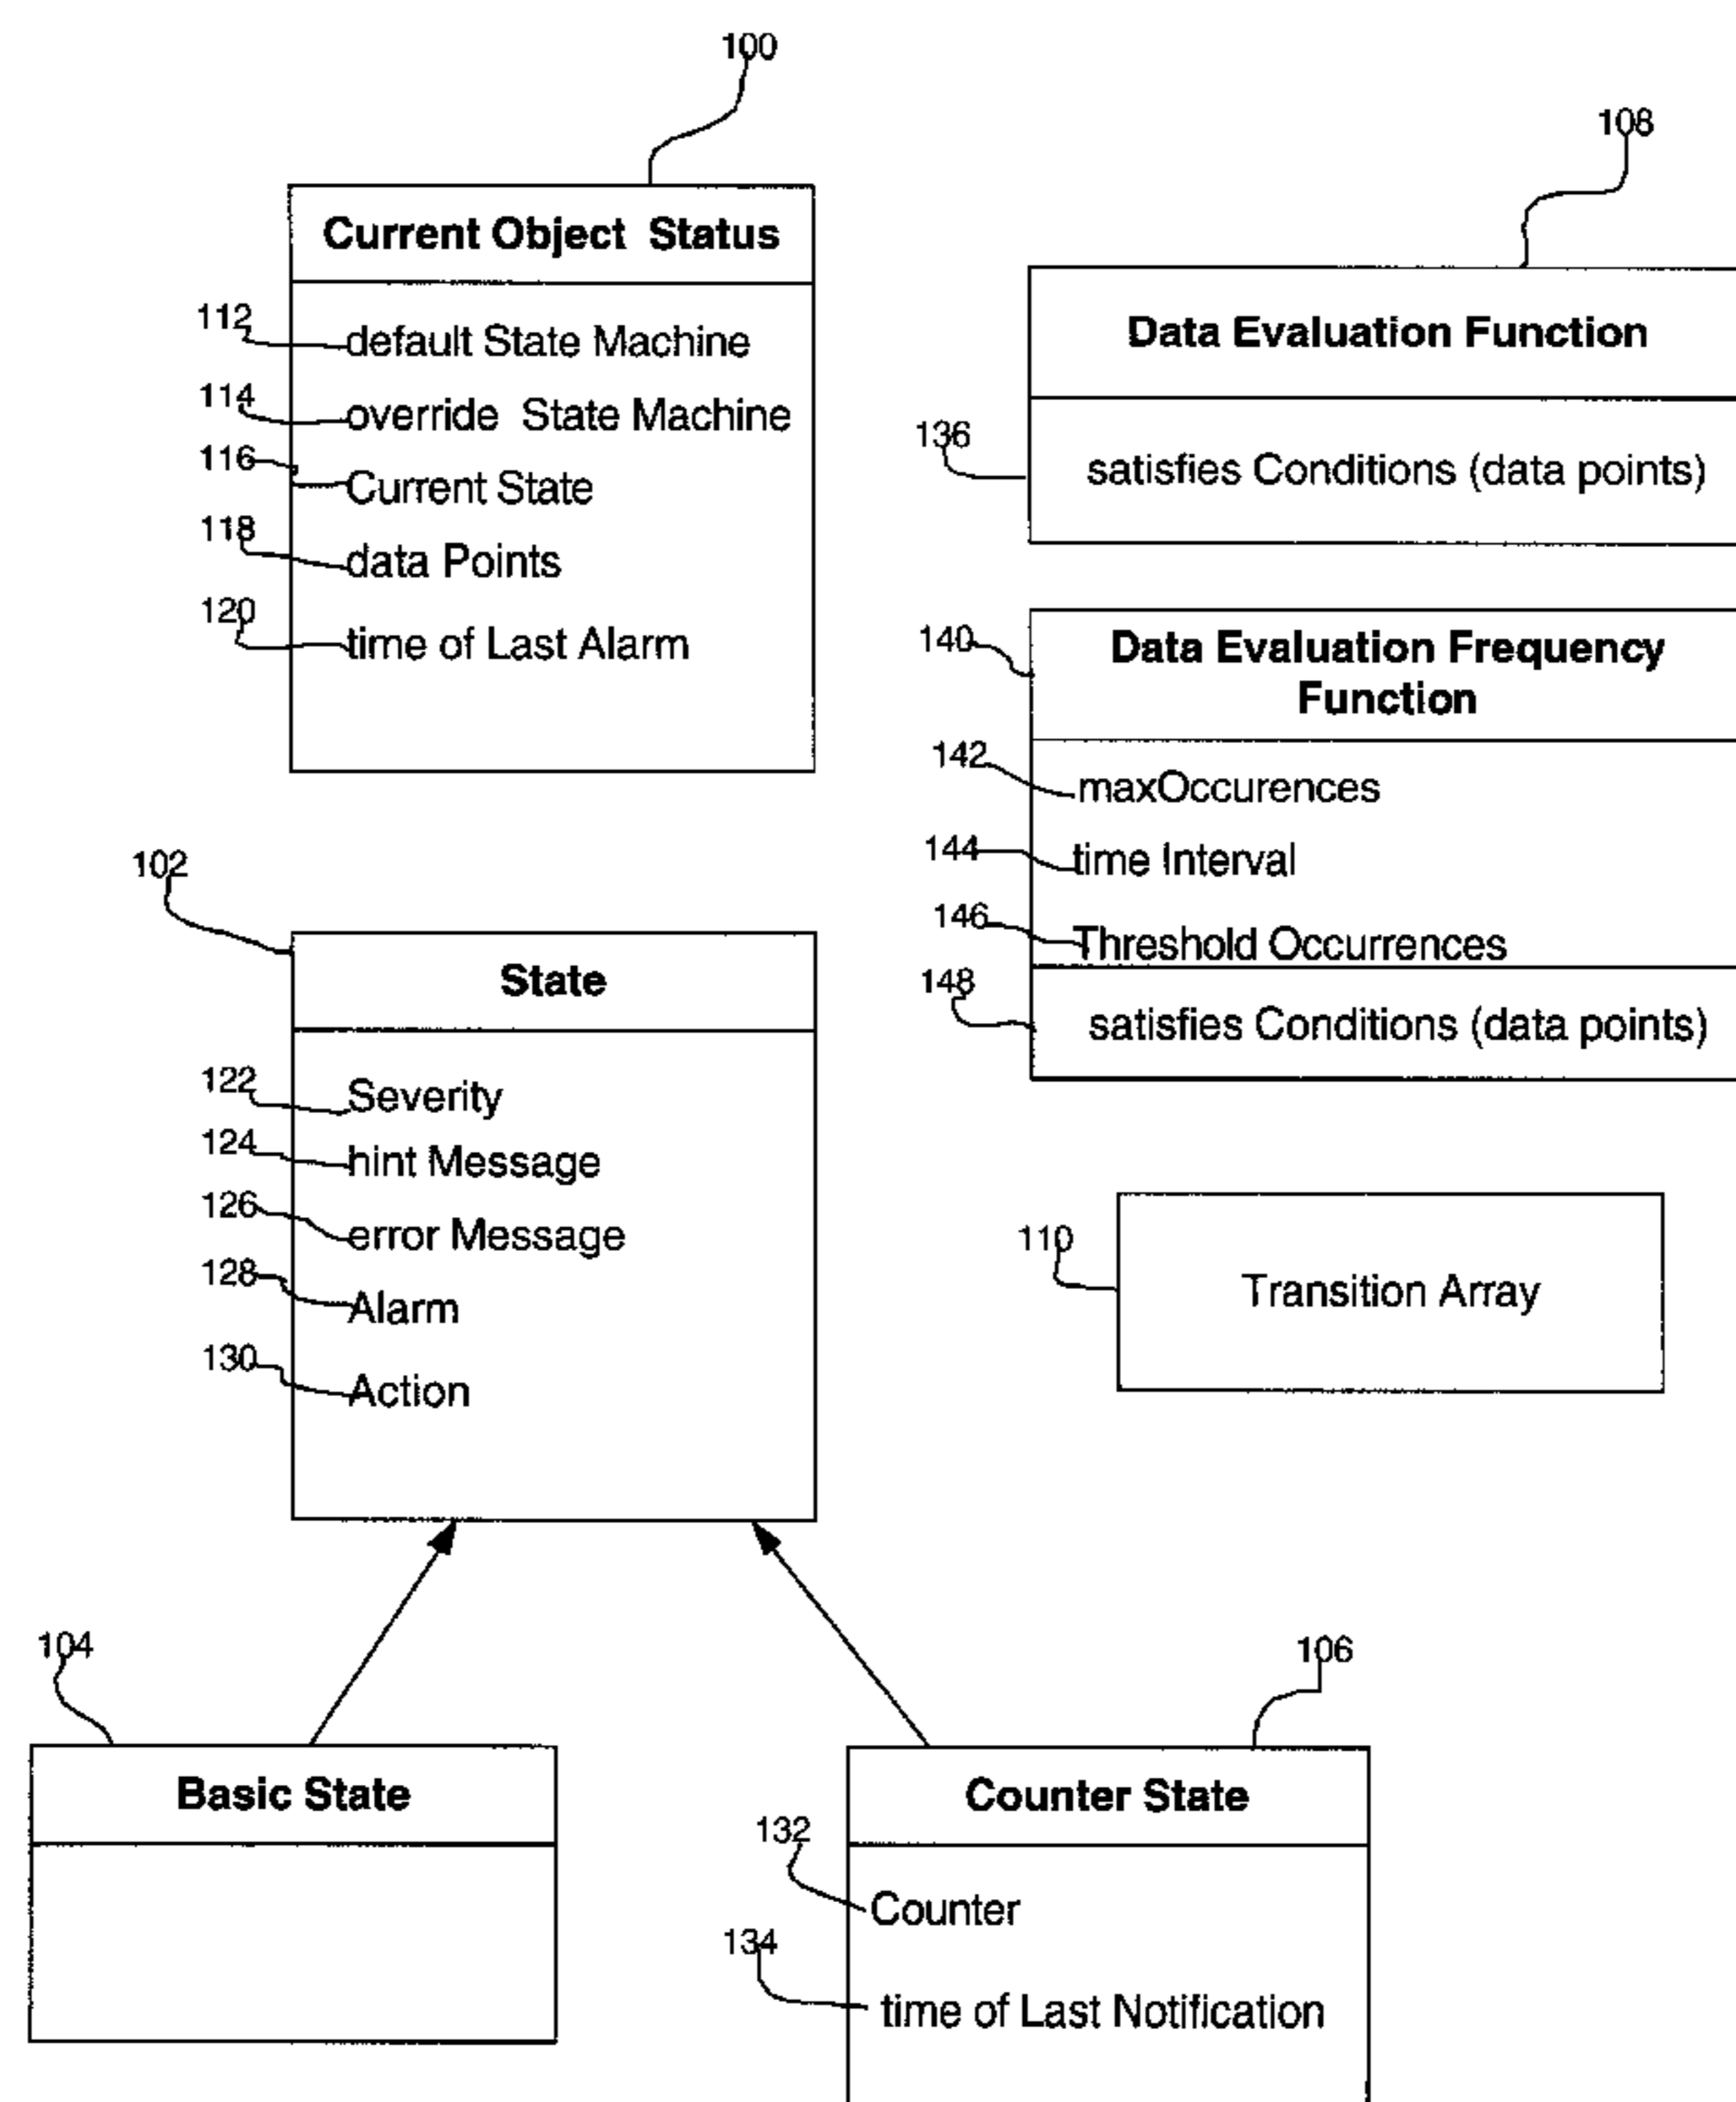 100
Current Object Status
112 default State Machine
114 override State Machine
116 Current State
118 data Points
120 time of Last Alarm
108
Data Evaluation Function
136 satisfies Conditions (data points)
140 Data Evaluation Frequency
Function
142 maxOccurences
144 time Interval
146 Threshold Occurrences
148 satisfies Conditions (data points)
102
State
122 Severity
124 hint Message
126 error Message
128 Alarm
130 Action
110 Transition Array
104
Basic State
106
Counter State
132 Counter
134 time of Last Notification